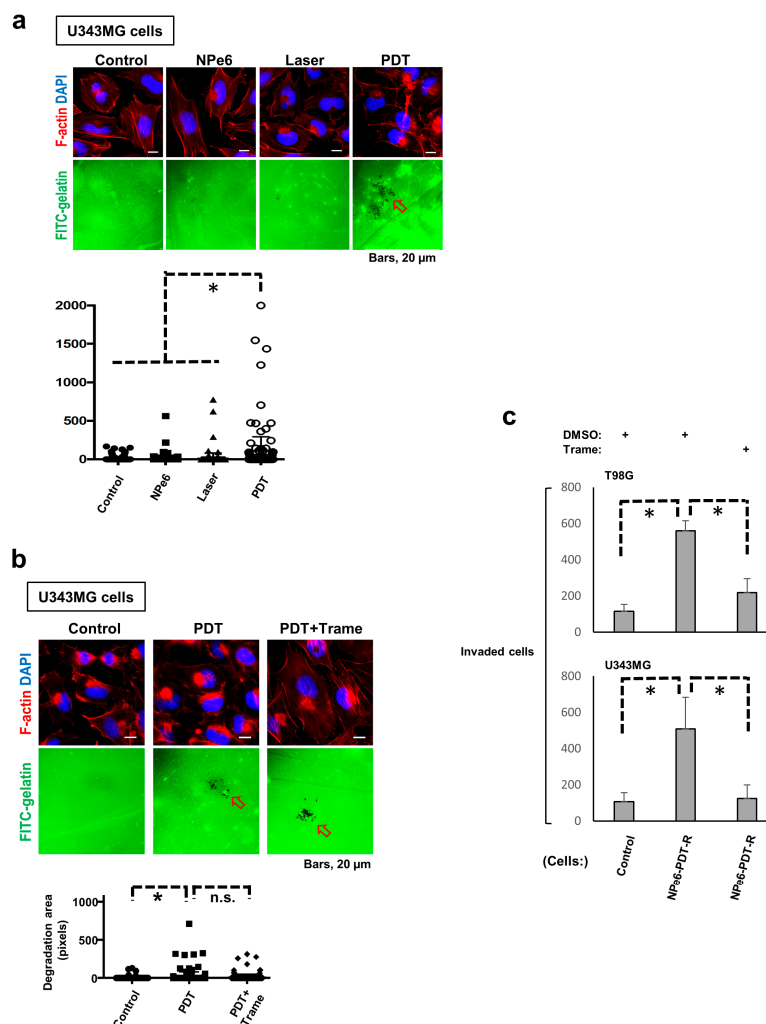 a
U343MG cells
Control NPe6 Laser PDT
F-actin DAPI
FITC-gelatin
Bars, 20 µm
2000
1500
1000
500
0
*
Control NPe6 Laser PDT
b
U343MG cells
Control PDT PDT+Trame
F-actin DAPI
FITC-gelatin
Bars, 20 µm
Degradation area
(pixels)
1000
500
0
* n.s.
Control PDT PDT+
Trame
c
DMSO: + +
Trame: +
T98G
800
600
400
200
0
* *
Invaded cells
U343MG
800
600
400
200
0
* *
(Cells:) Control NPe6-PDT-R NPe6-PDT-R